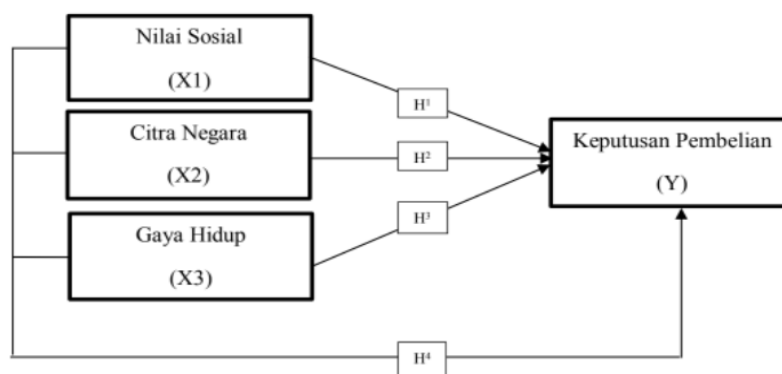 Nilai Sosial
(X1)
H¹
Citra Negara
(X2)
H²
Keputusan Pembelian
(Y)
Gaya Hidup
(X3)
H³
H⁴